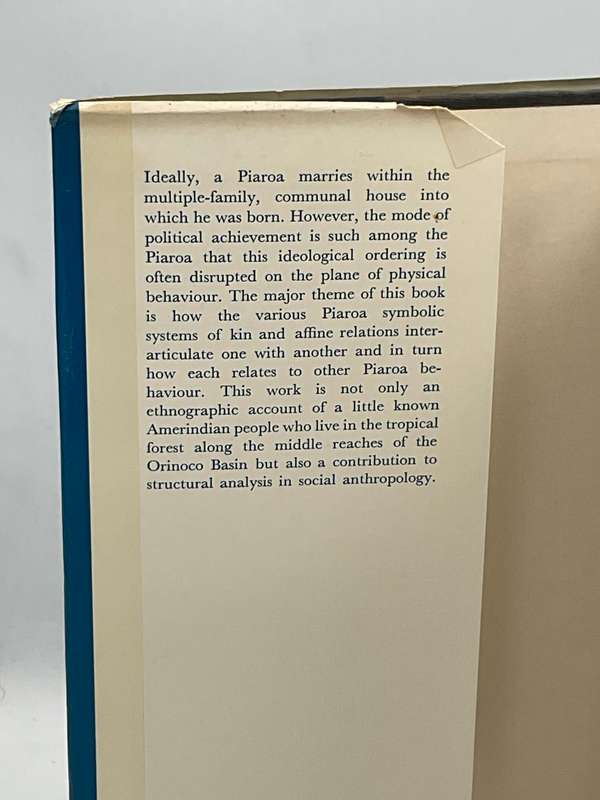 Ideally, a Piaroa marries within the
multiple-family, communal house into
which he was born. However, the mode of
political achievement is such among the
Piaroa that this ideological ordering is
often disrupted on the plane of physical
behaviour. The major theme of this book
is how the various Piaroa symbolic
systems of kin and affine relations inter-
articulate one with another and in turn
how each relates to other Piaroa be-
haviour. This work is not only an
ethnographic account of a little known
Amerindian people who live in the tropical
forest along the middle reaches of the
Orinoco Basin but also a contribution to
structural analysis in social anthropology.